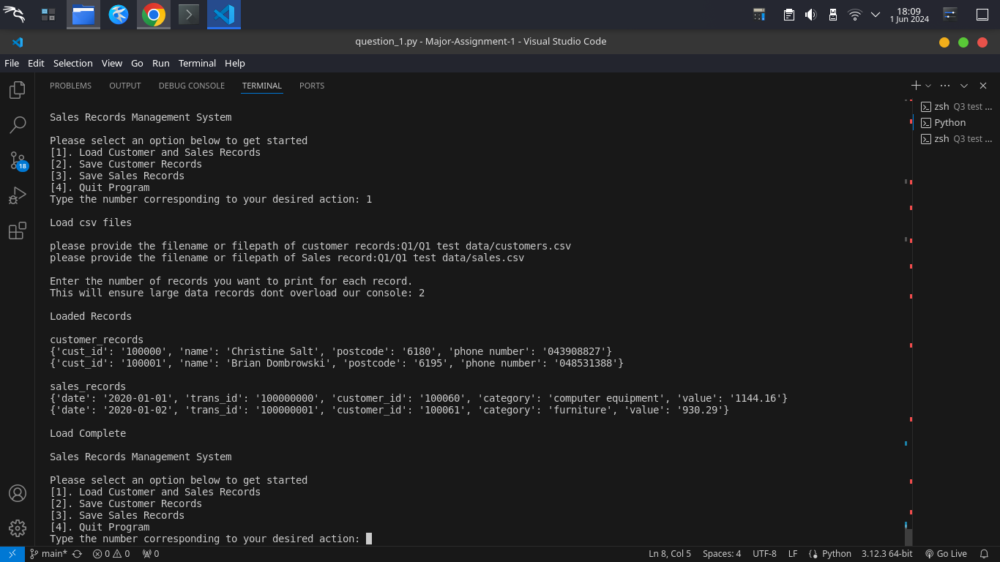 18:09
1 Jun 2024
question_1.py - Major-Assignment-1 - Visual Studio Code
File Edit Selection View Go Run Terminal Help
PROBLEMS OUTPUT DEBUG CONSOLE TERMINAL PORTS
Sales Records Management System
Please select an option below to get started
[1]. Load Customer and Sales Records
[2]. Save Customer Records
[3]. Save Sales Records
[4]. Quit Program
Type the number corresponding to your desired action: 1
Load csv files
please provide the filename or filepath of customer records:Q1/Q1 test data/customers.csv
please provide the filename or filepath of Sales record:Q1/Q1 test data/sales.csv
Enter the number of records you want to print for each record.
This will ensure large data records dont overload our console: 2
Loaded Records
customer_records
{'cust_id': '100000', 'name': 'Christine Salt', 'postcode': '6180', 'phone number': '043908827'}
{'cust_id': '100001', 'name': 'Brian Dombrowski', 'postcode': '6195', 'phone number': '048531388'}
sales_records
{'date': '2020-01-01', 'trans_id': '100000000', 'customer_id': '100060', 'category': 'computer equipment', 'value': '1144.16'}
{'date': '2020-01-02', 'trans_id': '100000001', 'customer_id': '100061', 'category': 'furniture', 'value': '930.29'}
Load Complete
Sales Records Management System
Please select an option below to get started
[1]. Load Customer and Sales Records
[2]. Save Customer Records
[3]. Save Sales Records
[4]. Quit Program
Type the number corresponding to your desired action:
zsh Q3 test ...
Python
zsh Q3 test ...
18
main* 0 0 0
Ln 8, Col 5 Spaces: 4 UTF-8 LF Python 3.12.3 64-bit Go Live